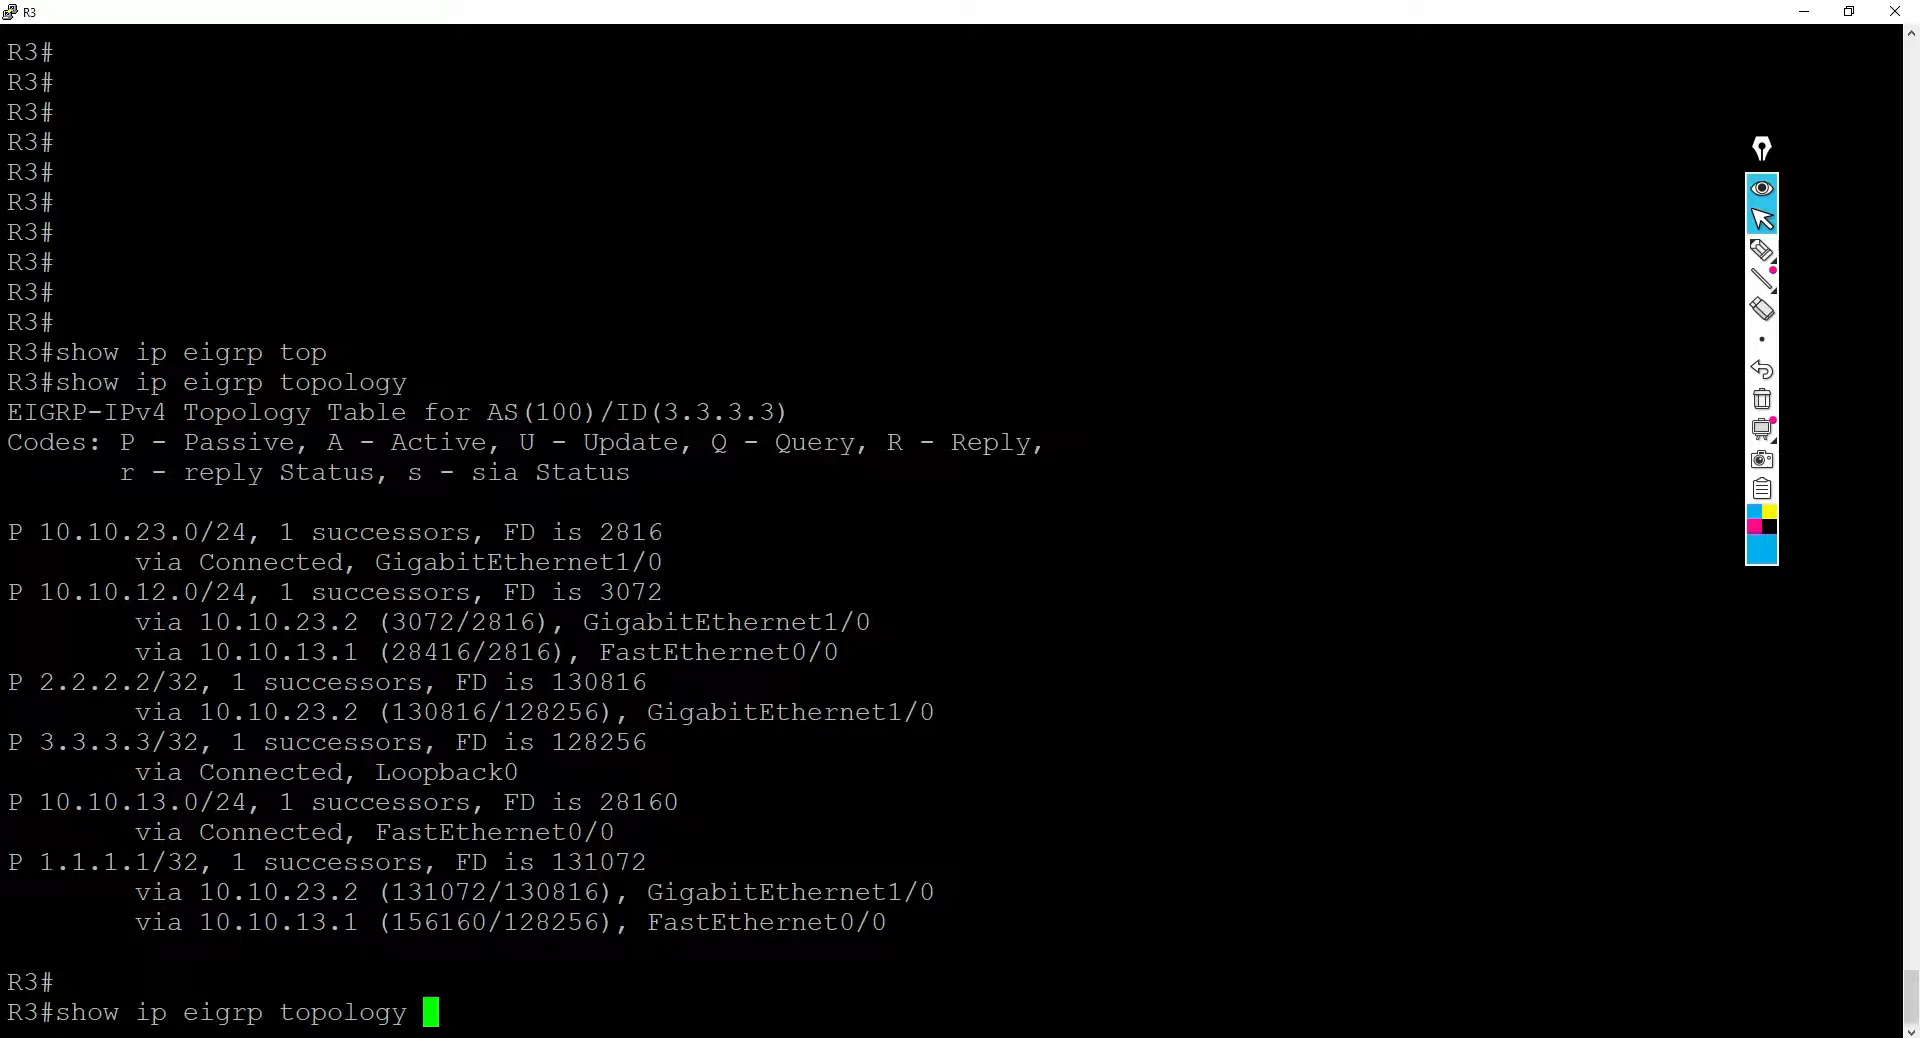 R3
R3#
R3#
R3#
R3#
R3#
R3#
R3#
R3#
R3#
R3#
R3#show ip eigrp top
R3#show ip eigrp topology
EIGRP-IPv4 Topology Table for AS(100)/ID(3.3.3.3)
Codes: P - Passive, A - Active, U - Update, Q - Query, R - Reply,
       r - reply Status, s - sia Status

P 10.10.23.0/24, 1 successors, FD is 2816
        via Connected, GigabitEthernet1/0
P 10.10.12.0/24, 1 successors, FD is 3072
        via 10.10.23.2 (3072/2816), GigabitEthernet1/0
        via 10.10.13.1 (28416/2816), FastEthernet0/0
P 2.2.2.2/32, 1 successors, FD is 130816
        via 10.10.23.2 (130816/128256), GigabitEthernet1/0
P 3.3.3.3/32, 1 successors, FD is 128256
        via Connected, Loopback0
P 10.10.13.0/24, 1 successors, FD is 28160
        via Connected, FastEthernet0/0
P 1.1.1.1/32, 1 successors, FD is 131072
        via 10.10.23.2 (131072/130816), GigabitEthernet1/0
        via 10.10.13.1 (156160/128256), FastEthernet0/0

R3#
R3#show ip eigrp topology